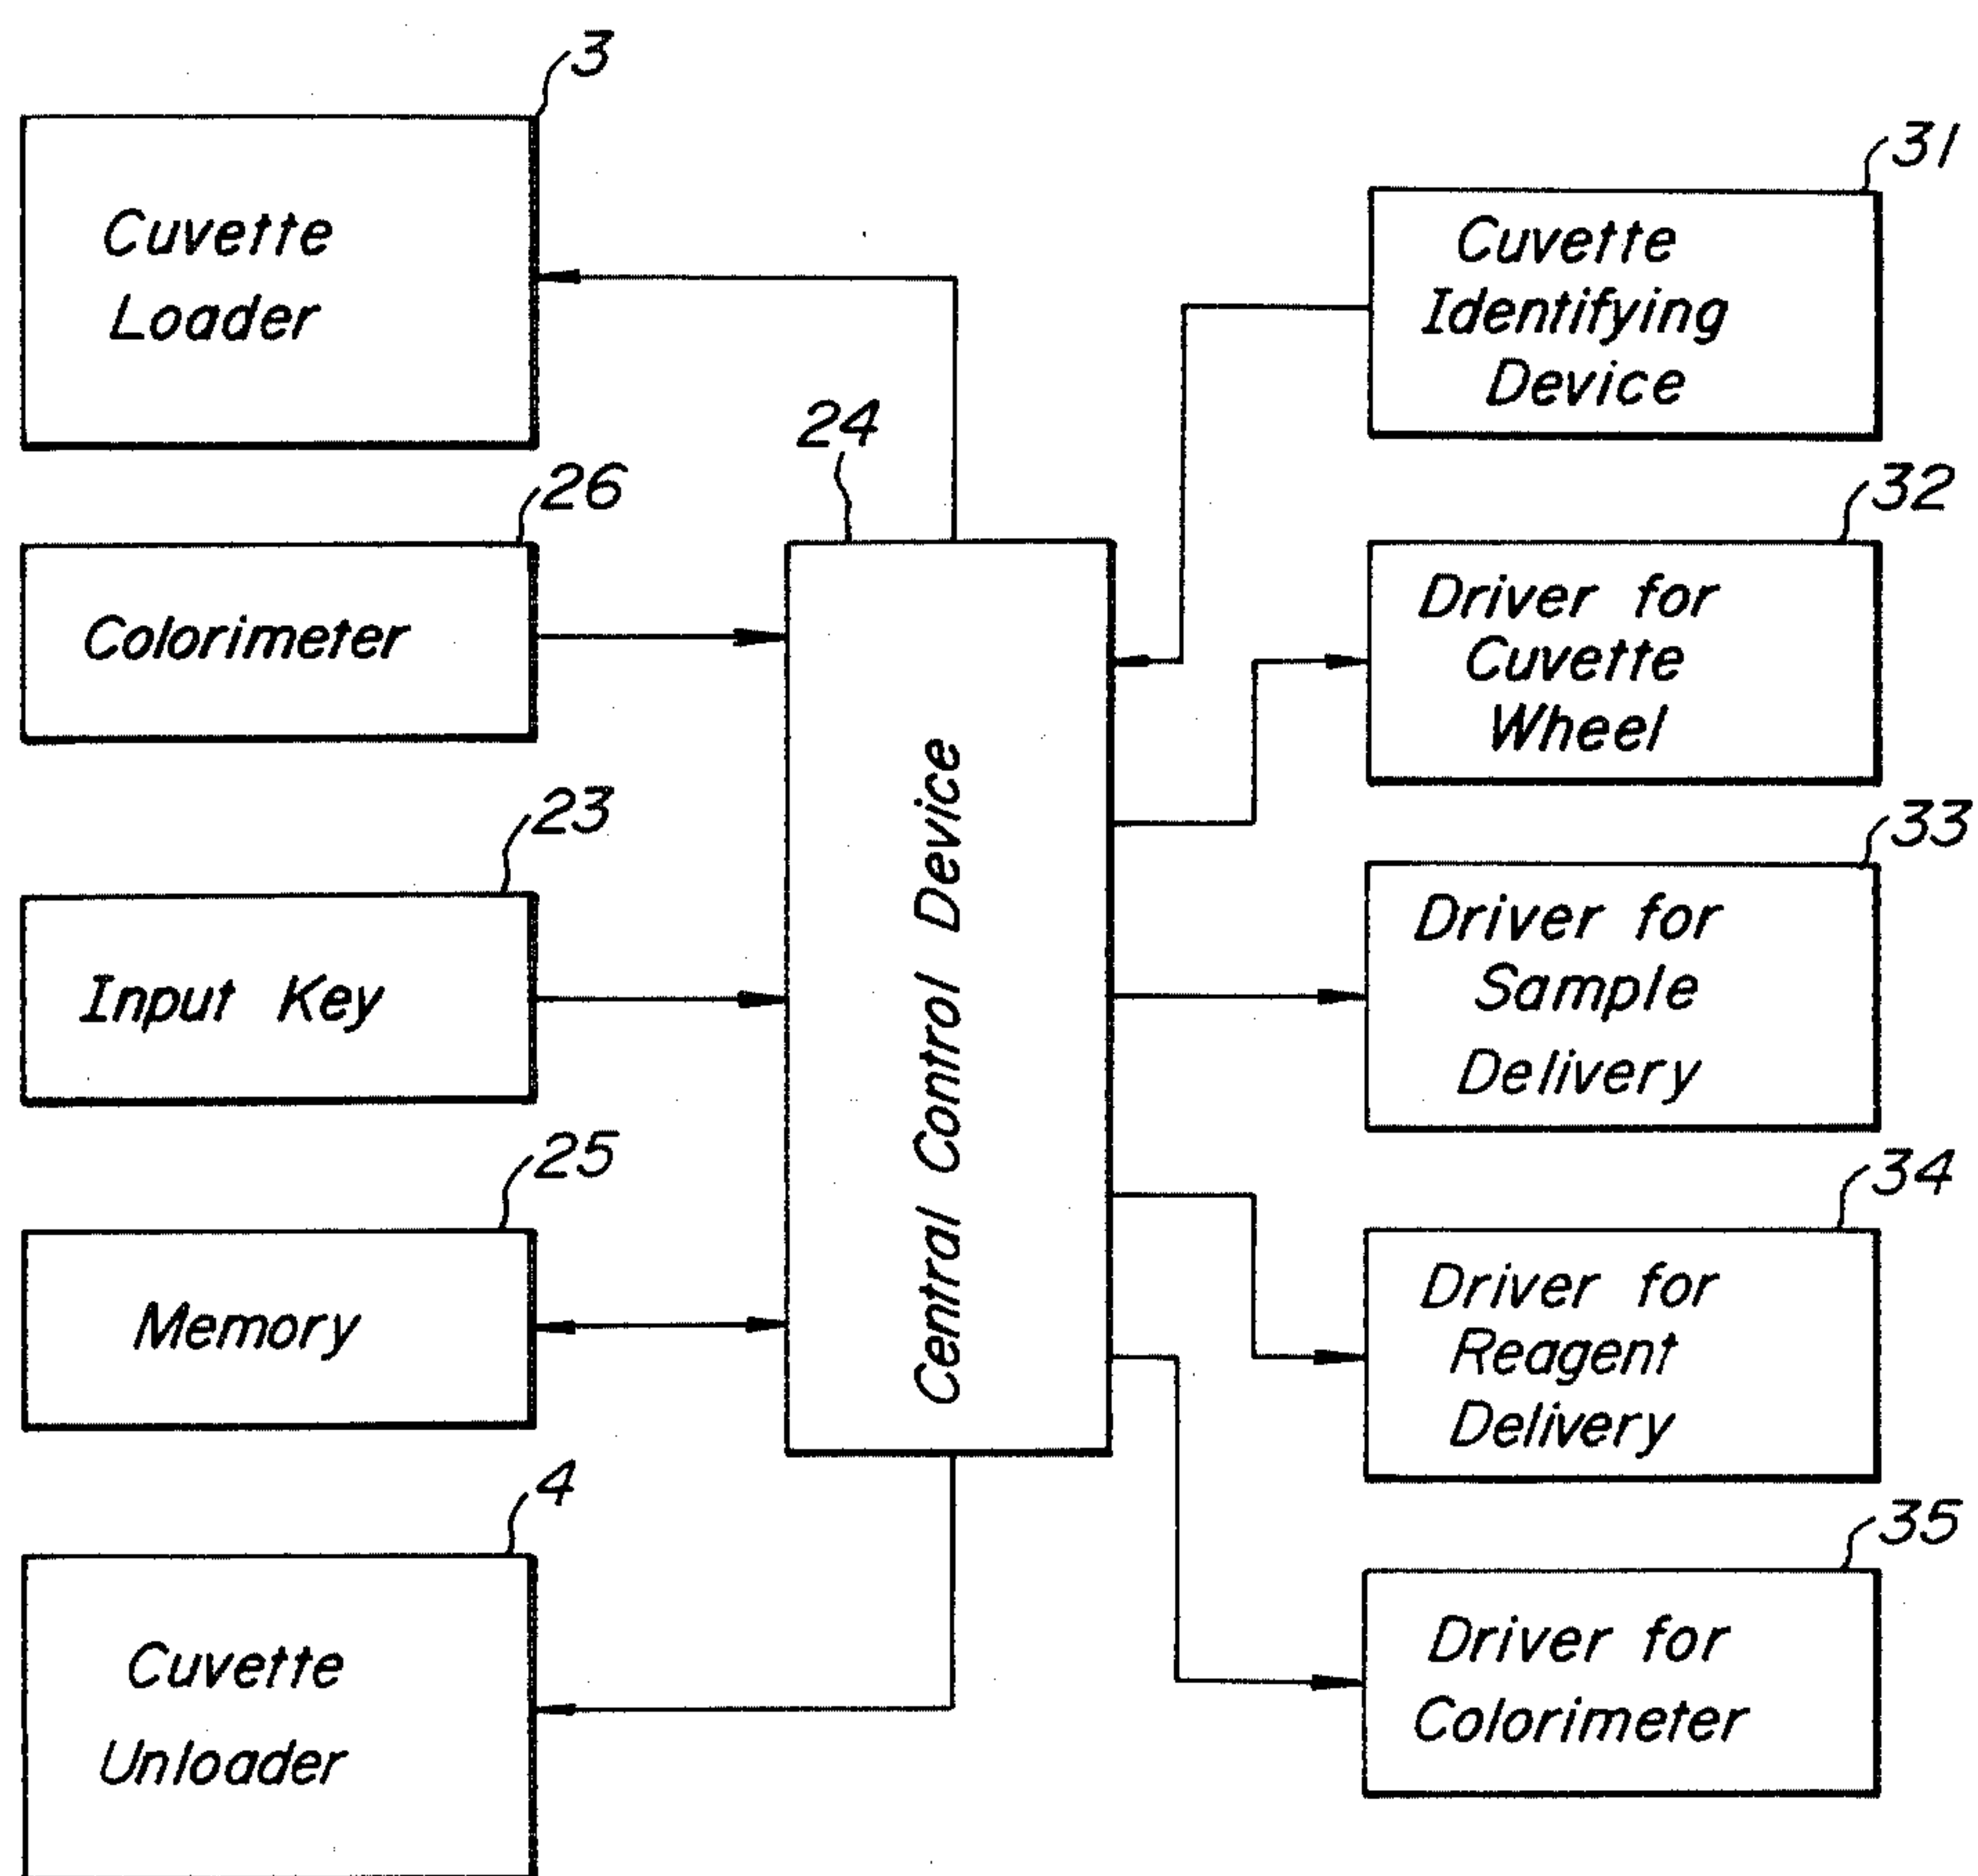 3
Cuvette
Loader
26
Colorimeter
23
Input Key
25
Memory
4
Cuvette
Unloader
24
Central Control Device
31
Cuvette
Identifying
Device
32
Driver for
Cuvette
Wheel
33
Driver for
Sample
Delivery
34
Driver for
Reagent
Delivery
35
Driver for
Colorimeter